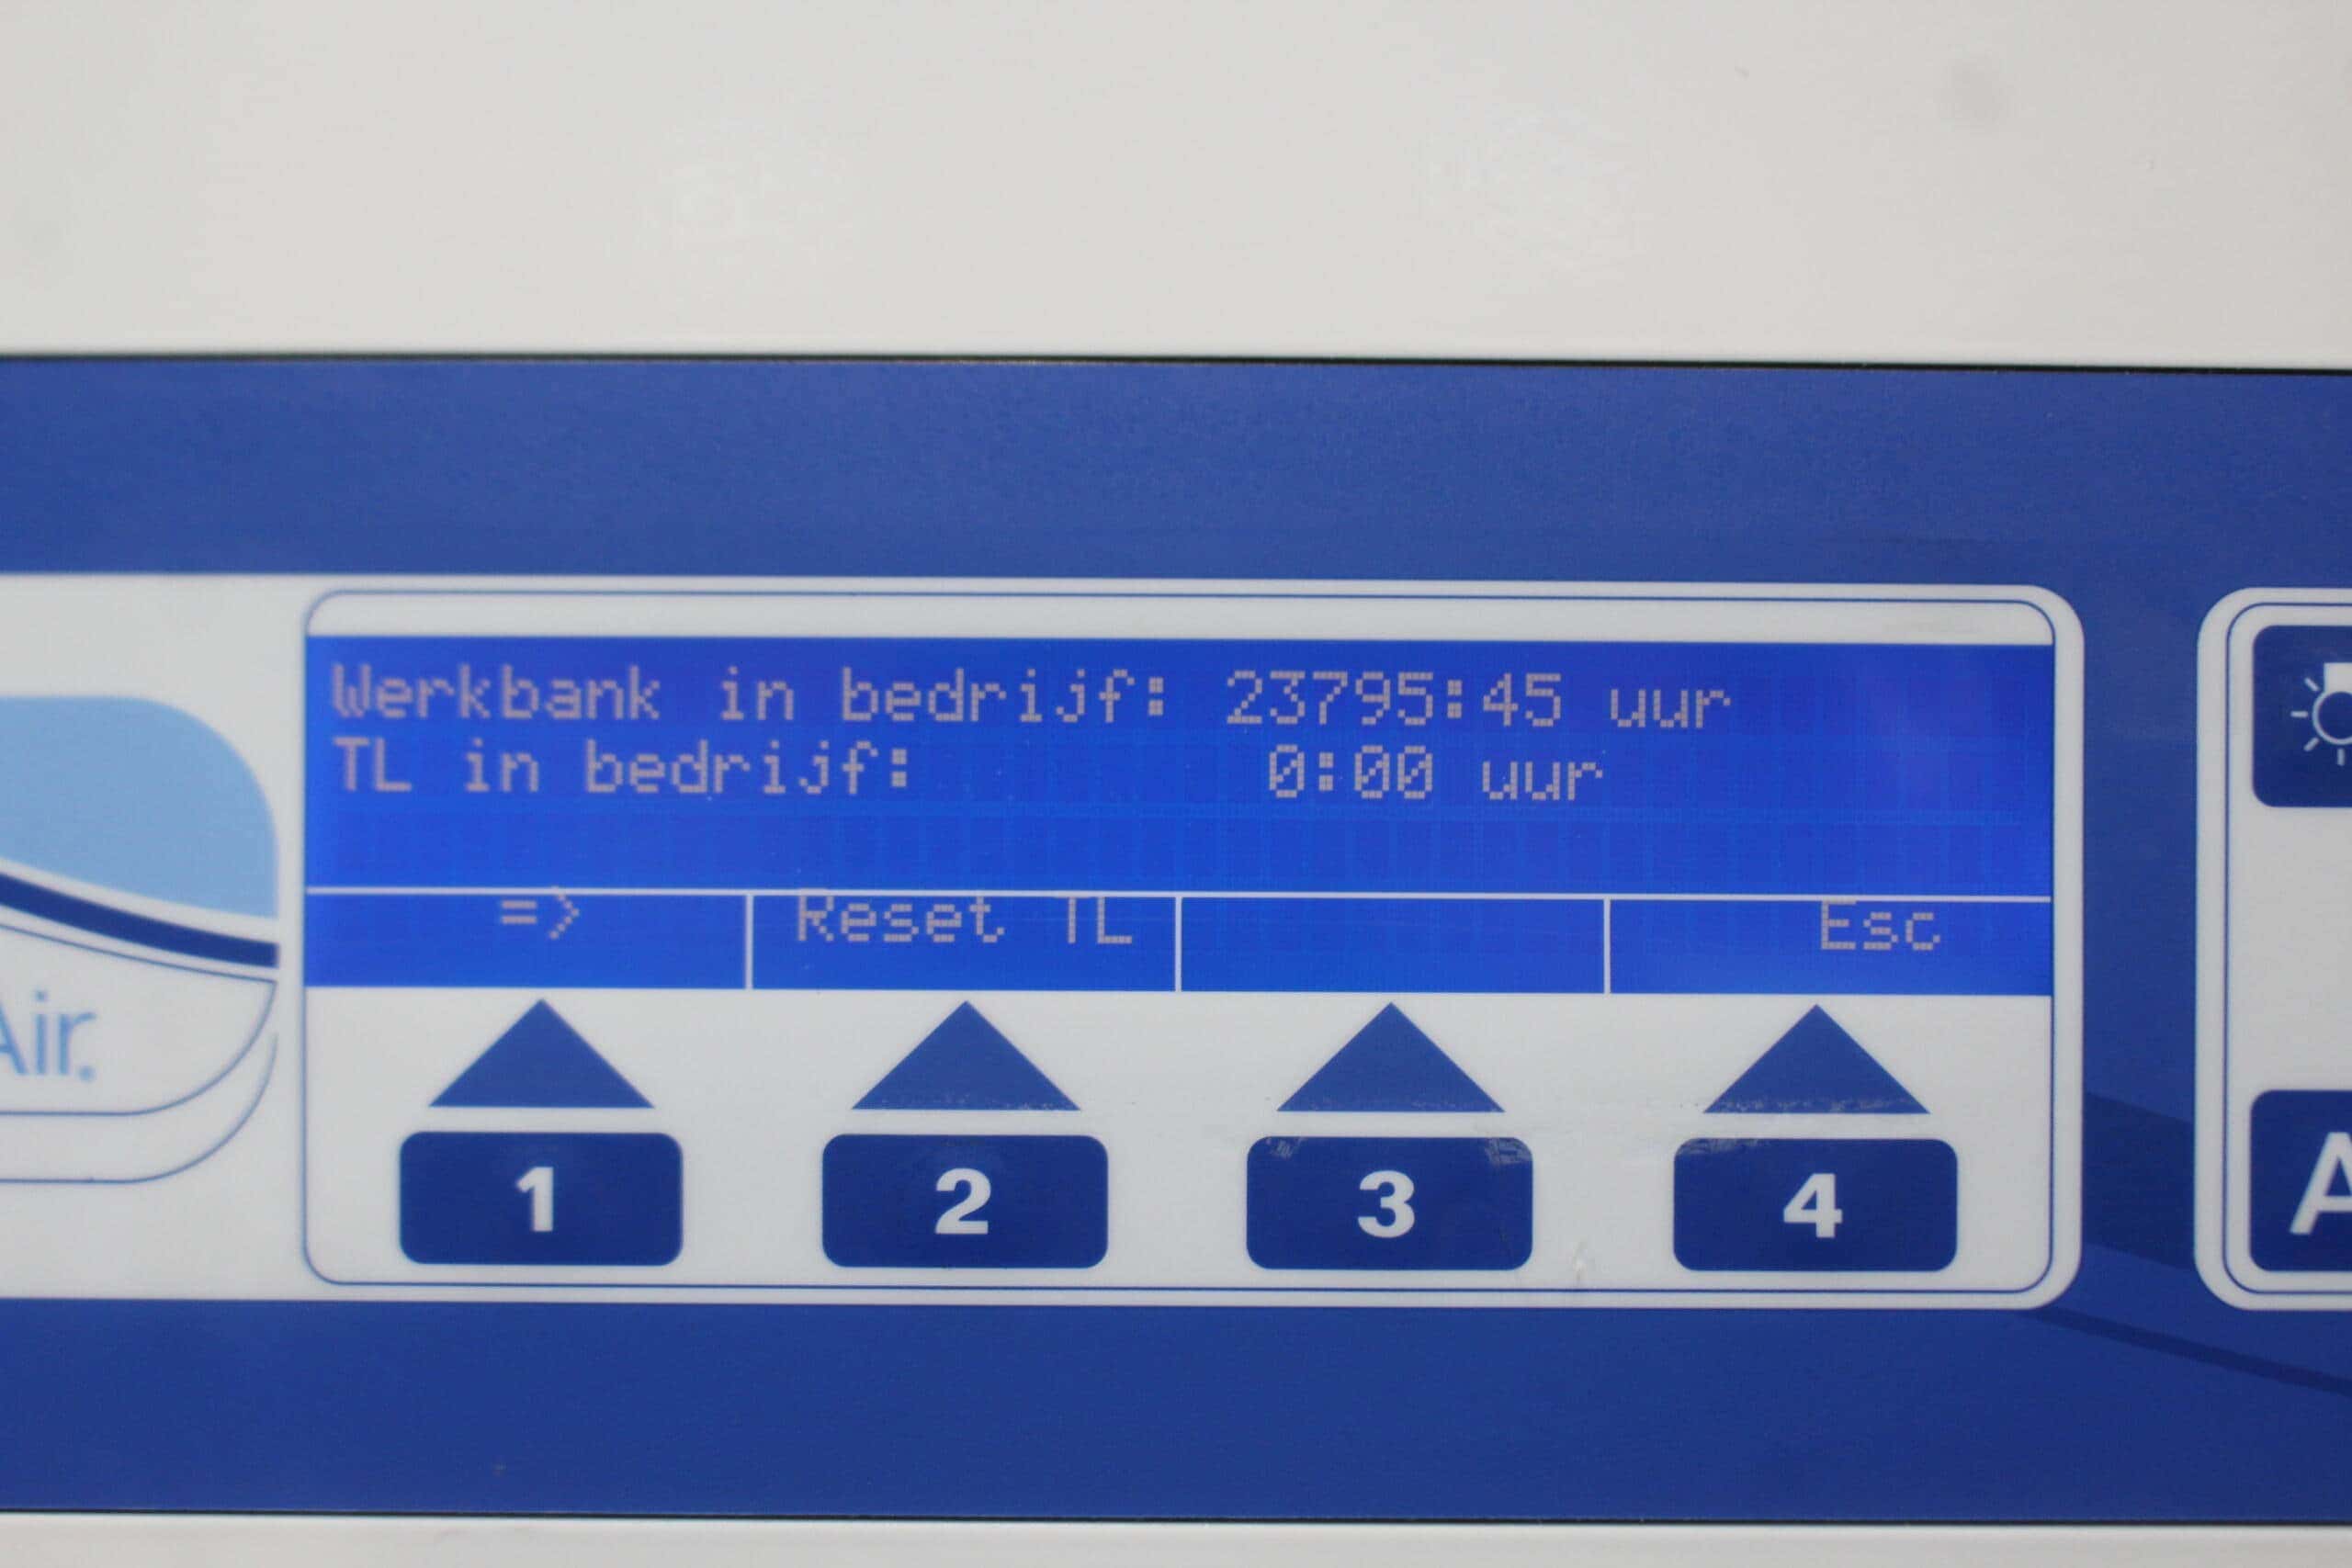 Werkbank in bedrijf: 23795:45 uur
TL in bedrijf: 0:00 uur
=> Reset TL Esc
Air.
1 2 3 4
A